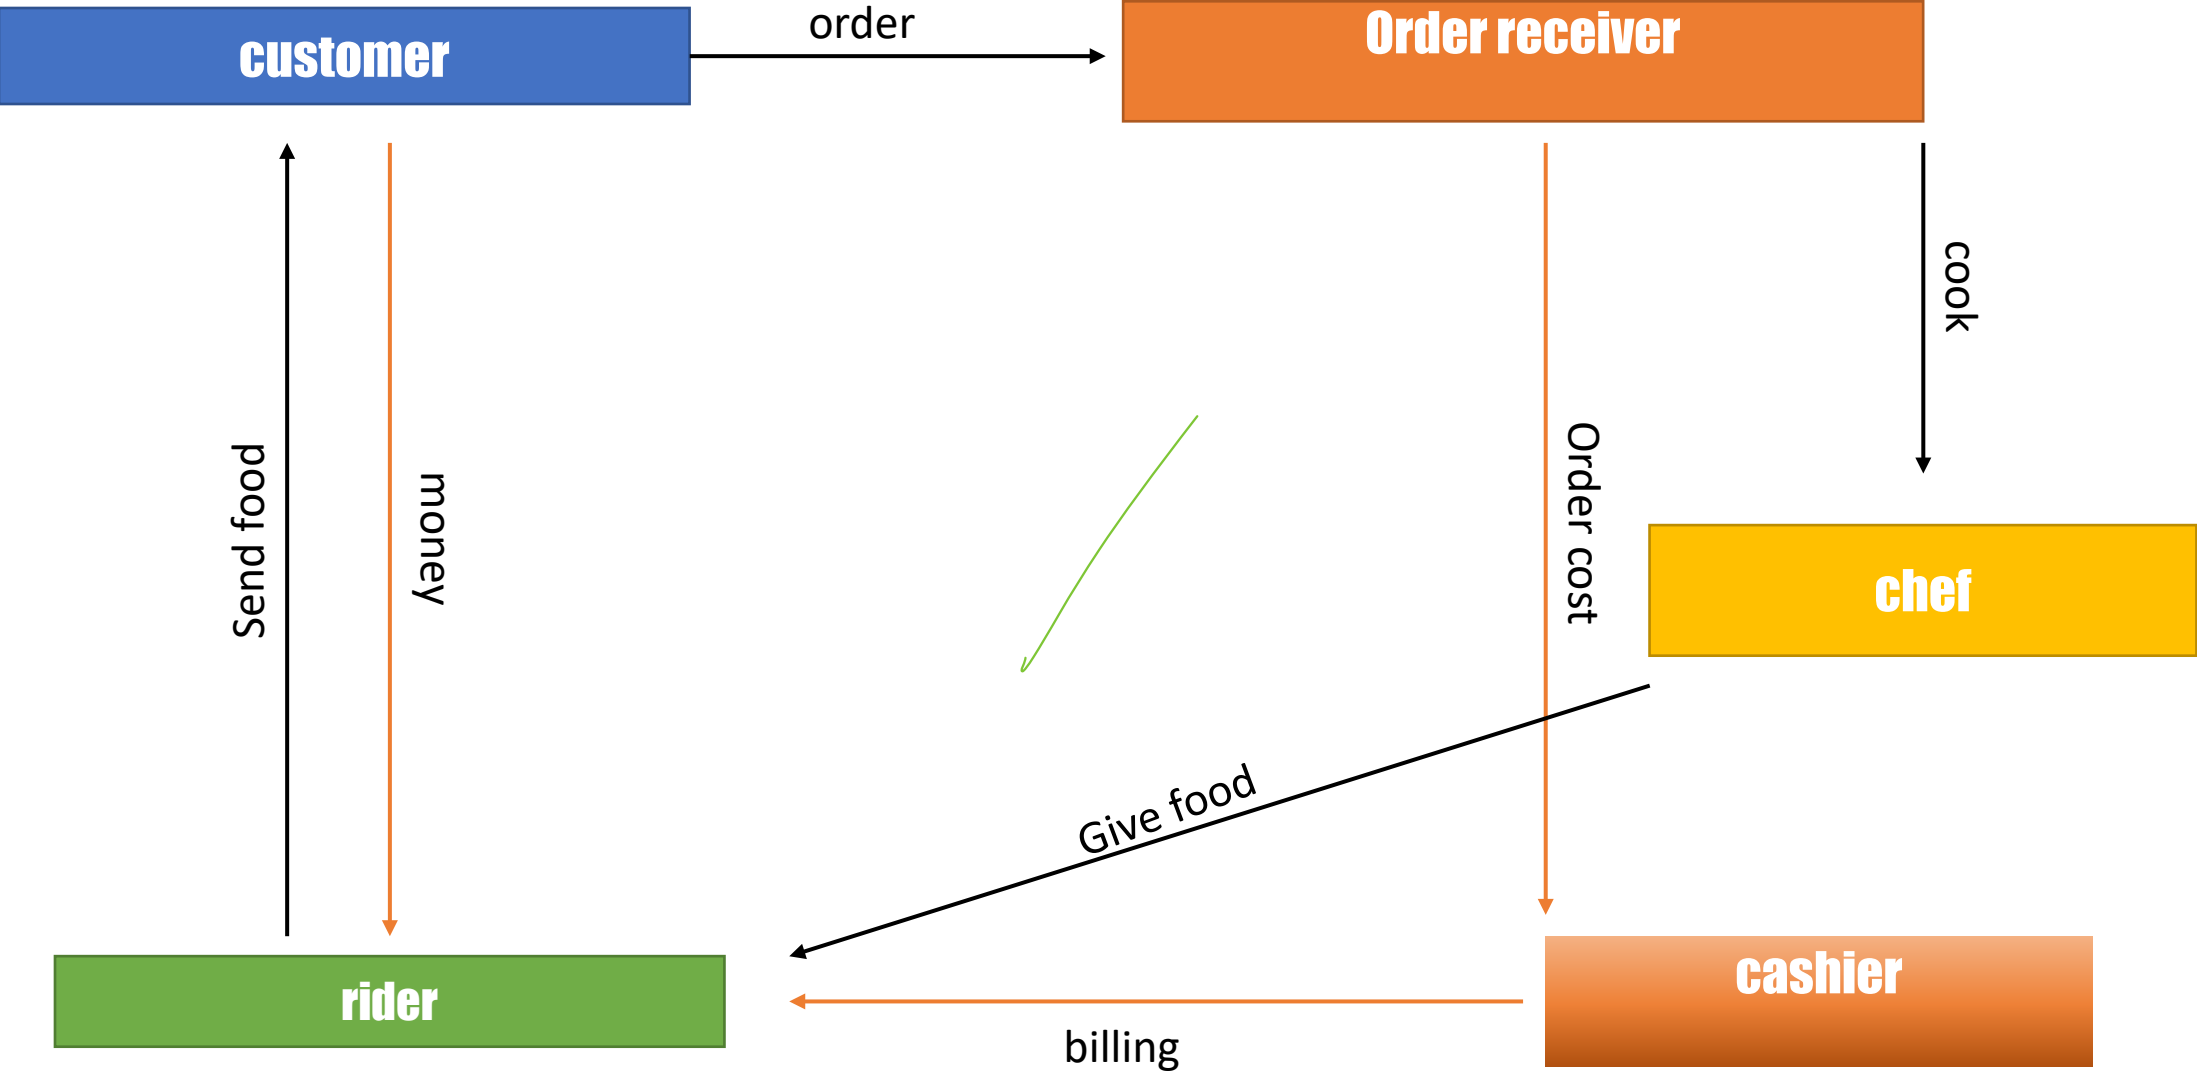 order
customer
Order receiver
cook
Send food
money
Order cost
chef
Give food
rider
cashier
billing